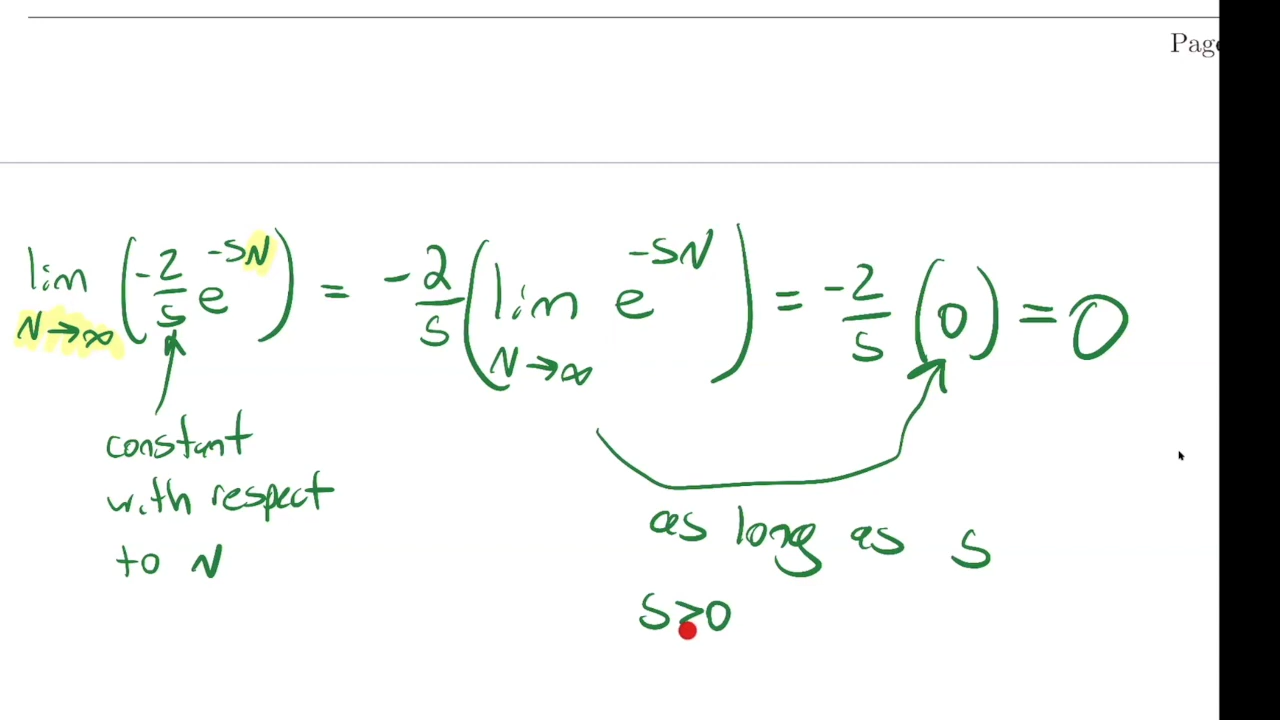 Page
lim N→∞ (-2/s e^-sN) = -2/s (lim N→∞ e^-sN) = -2/s (0) = 0
constant
with respect
to N
as long as s
s>0